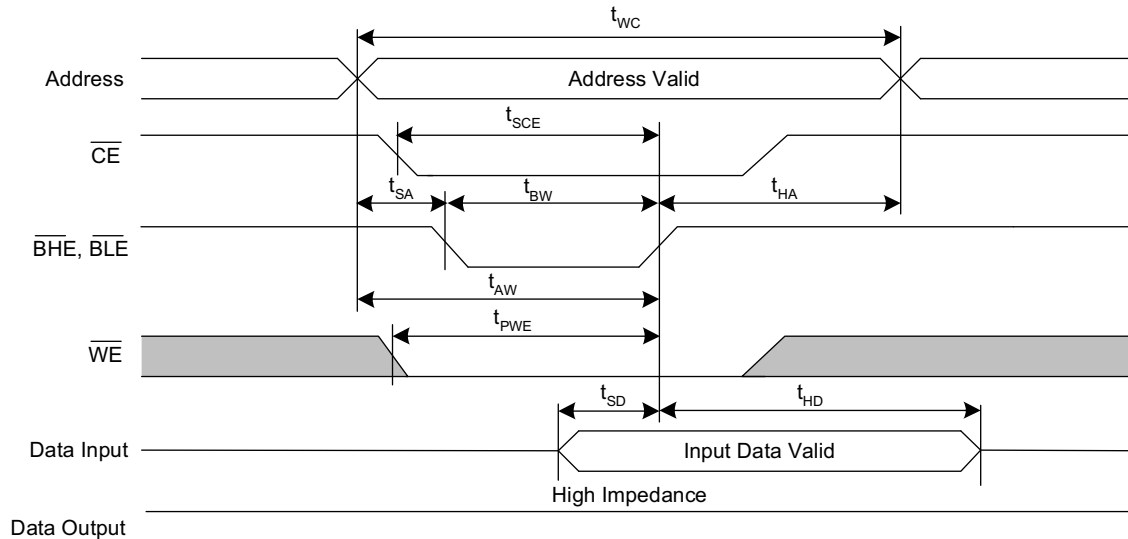 tWC
Address
Address Valid
tSCE
CE
tSA
tBW
tHA
BHE, BLE
tAW
tPWE
WE
tSD
tHD
Data Input
Input Data Valid
High Impedance
Data Output